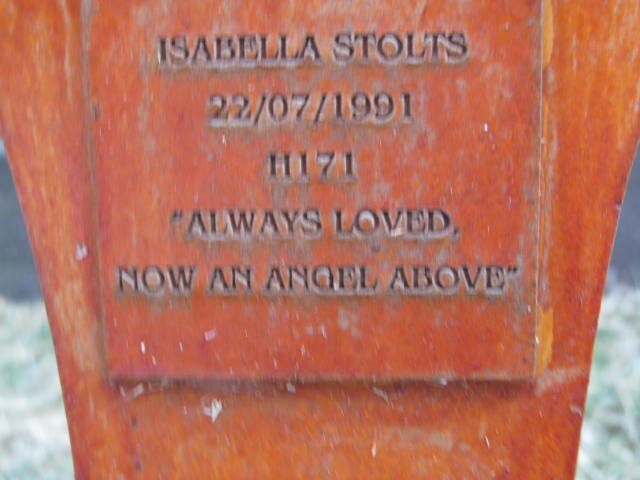 ISABELLA STOLTS
22/07/1991
H171
"ALWAYS LOVED,
NOW AN ANGEL ABOVE"